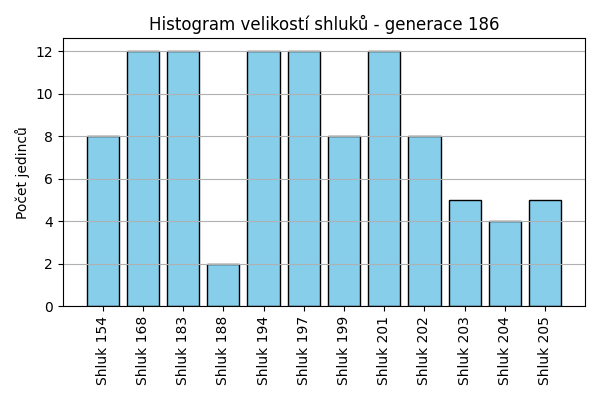 Histogram velikostí shluků - generace 186
Počet jedinců
12
10
8
6
4
2
0
Shluk 154
Shluk 168
Shluk 183
Shluk 188
Shluk 194
Shluk 197
Shluk 199
Shluk 201
Shluk 202
Shluk 203
Shluk 204
Shluk 205